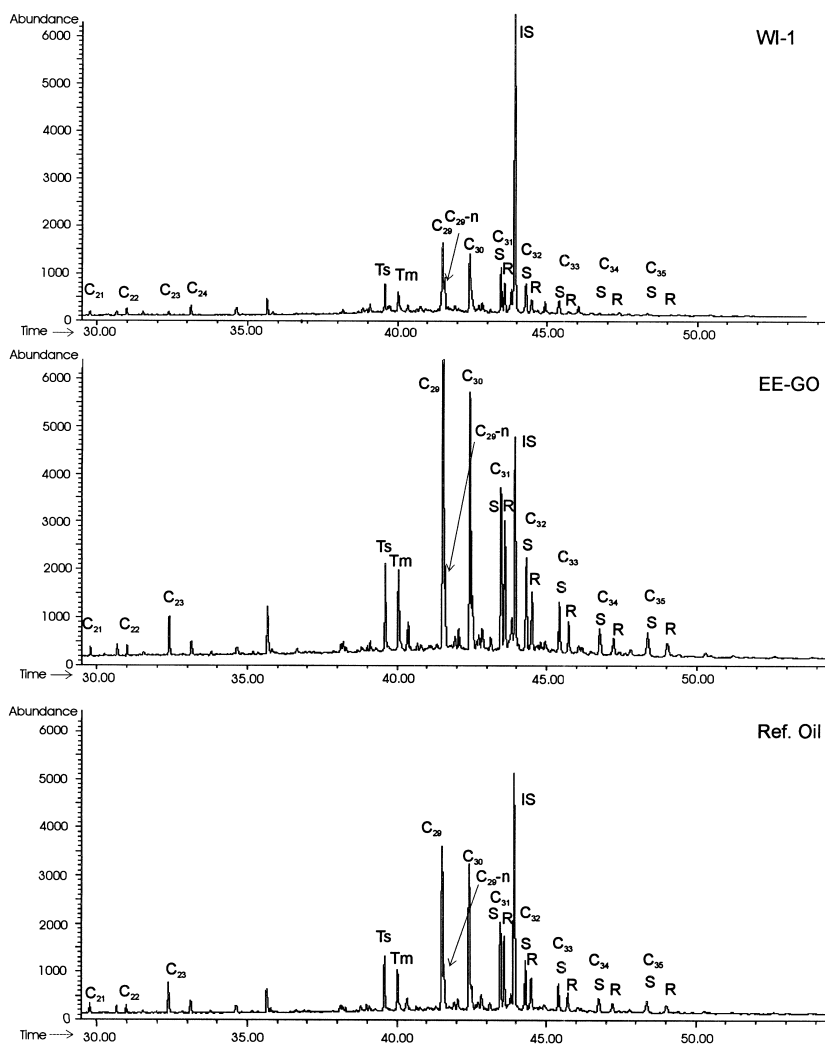 Abundance
WI-1
6000
5000
4000
3000
2000
1000
0
IS
C₂₉-n
C₂₉
C₃₀
C₃₁
S
R
C₃₂
S
R
C₃₃
S
R
C₃₄
S
R
C₃₅
S
R
Ts
Tm
C₂₁
C₂₂
C₂₃
C₂₄
Time -->
30.00 35.00 40.00 45.00 50.00
Abundance
EE-GO
6000
5000
4000
3000
2000
1000
0
C₂₉
C₃₀
C₂₉-n
IS
C₃₁
S R
C₃₂
S
R
C₃₃
S
R
C₃₄
S
R
C₃₅
S
R
Ts
Tm
C₂₁
C₂₂
C₂₃
Time -->
30.00 35.00 40.00 45.00 50.00
Abundance
Ref. Oil
6000
5000
4000
3000
2000
1000
0
IS
C₂₉
C₃₀
C₂₉-n
C₃₁
S R
C₃₂
S
R
C₃₃
S
R
C₃₄
S
R
C₃₅
S
R
Ts
Tm
C₂₁
C₂₂
C₂₃
Time ---->
30.00 35.00 40.00 45.00 50.00